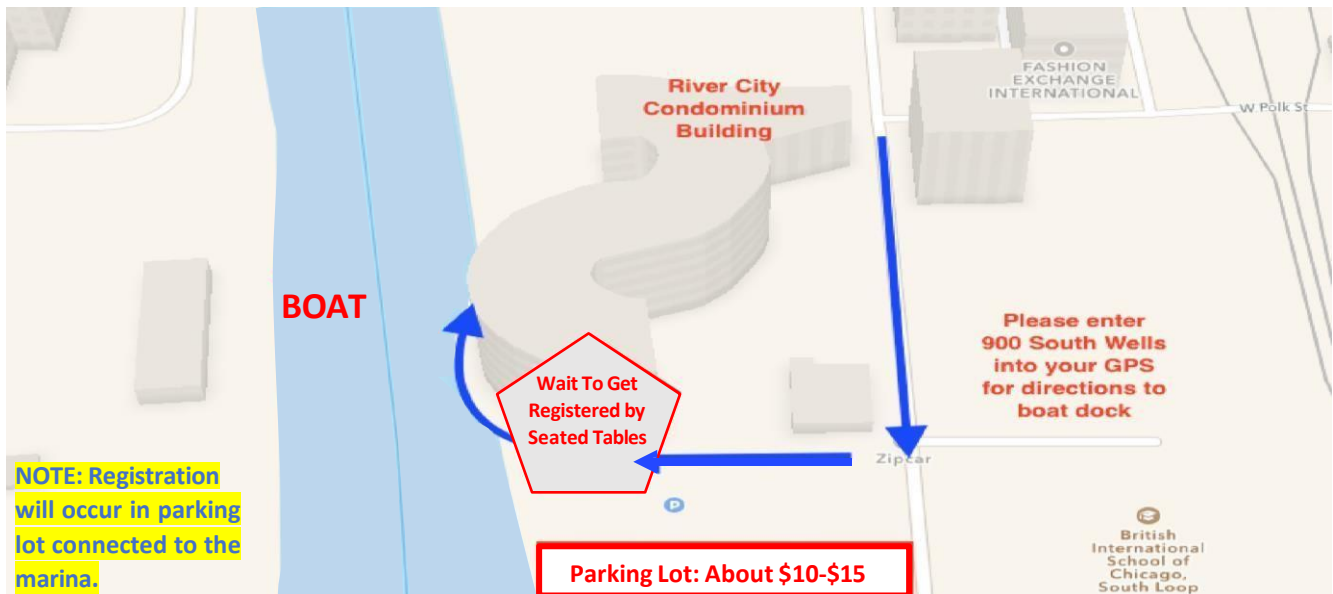 FASHION
EXCHANGE
INTERNATIONAL
W Polk St
River City
Condominium
Building
BOAT
Please enter
900 South Wells
into your GPS
for directions to
boat dock
Wait To Get
Registered by
Seated Tables
Zipcar
NOTE: Registration
will occur in parking
lot connected to the
marina.
P
British
International
School of
Chicago,
South Loop
Parking Lot: About $10-$15